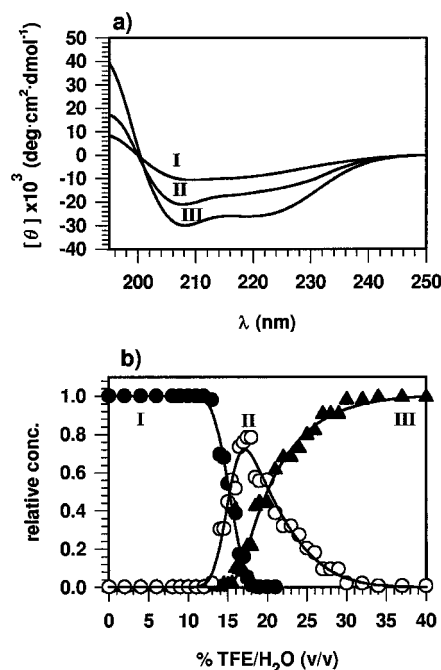 a)
50
40
30
20
10
0
-10
-20
-30
-40
I
II
III
[θ] x10³ (deg·cm²·dmol⁻¹)
200 210 220 230 240 250
λ (nm)
b)
1.0
0.8
0.6
0.4
0.2
0.0
I
II
III
relative conc.
0 5 10 15 20 25 30 35 40
% TFE/H₂O (v/v)